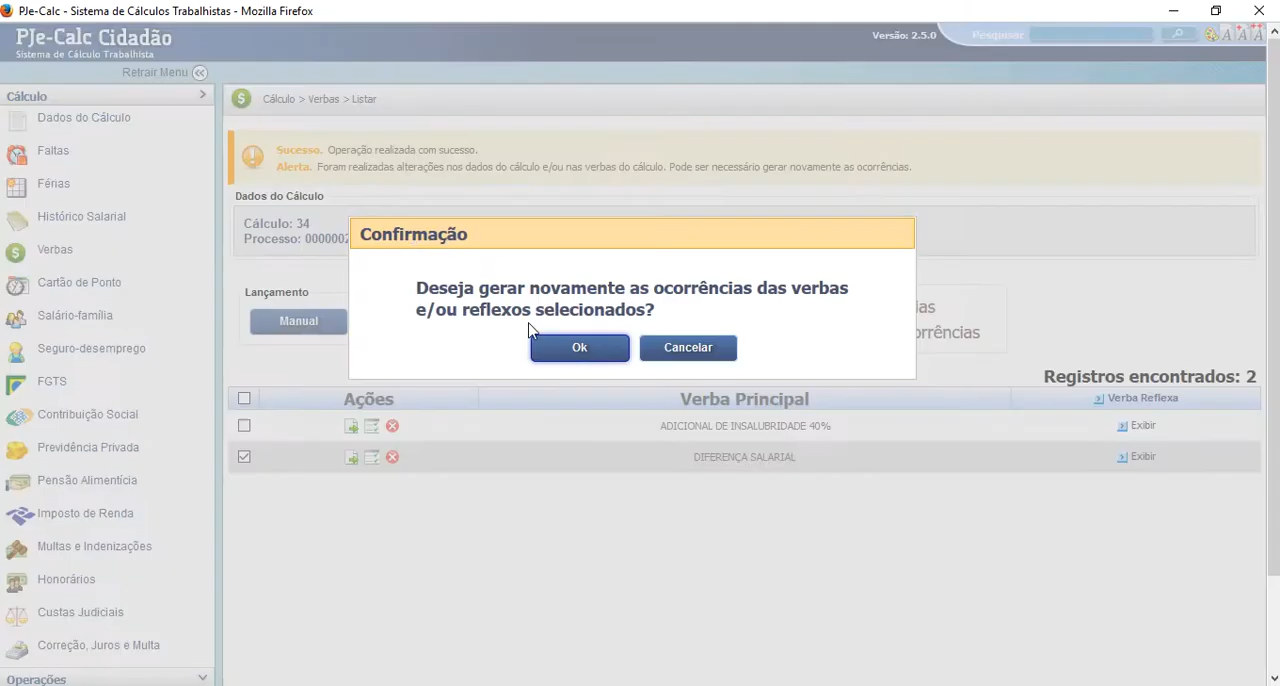 PJe-Calc - Sistema de Cálculos Trabalhistas - Mozilla Firefox
PJe-Calc Cidadão
Sistema de Cálculo Trabalhista
Versão: 2.5.0
Pesquisar
A A A
Retrair Menu
Cálculo
Cálculo > Verbas > Listar
Dados do Cálculo
Faltas
Férias
Histórico Salarial
Verbas
Cartão de Ponto
Salário-família
Seguro-desemprego
FGTS
Contribuição Social
Previdência Privada
Pensão Alimentícia
Imposto de Renda
Multas e Indenizações
Honorários
Custas Judiciais
Correção, Juros e Multa
Operações
Sucesso. Operação realizada com sucesso.
Alerta. Foram realizadas alterações nos dados do cálculo e/ou nas verbas do cálculo. Pode ser necessário gerar novamente as ocorrências.
Dados do Cálculo
Cálculo: 34
Processo: 0000002
Confirmação
Deseja gerar novamente as ocorrências das verbas
e/ou reflexos selecionados?
Ok Cancelar
Lançamento
Manual
Registros encontrados: 2
Ações Verba Principal Verba Reflexa
ADICIONAL DE INSALUBRIDADE 40% Exibir
DIFERENÇA SALARIAL Exibir